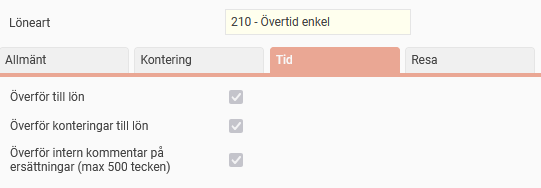 Löneart 210 - Övertid enkel
Allmänt Kontering Tid Resa
Överför till lön
Överför konteringar till lön
Överför intern kommentar på
ersättningar (max 500 tecken)